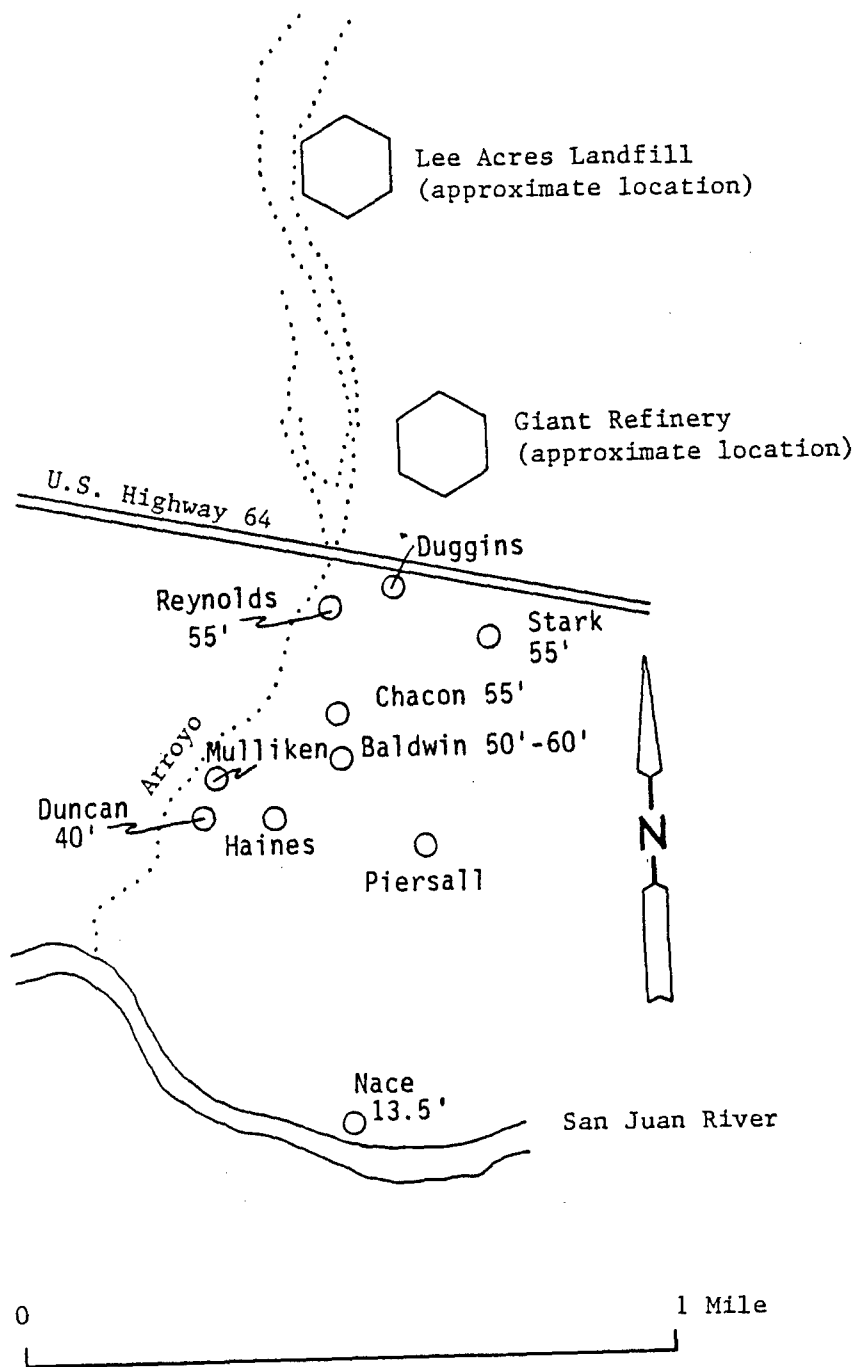 Lee Acres Landfill
(approximate location)
Giant Refinery
(approximate location)
U.S. Highway 64
Duggins
Reynolds
55'
Stark
55'
Chacon 55'
Arroyo
Mulliken
Baldwin 50'-60'
Duncan
40'
Haines
Piersall
N
Nace
13.5'
San Juan River
0
1 Mile